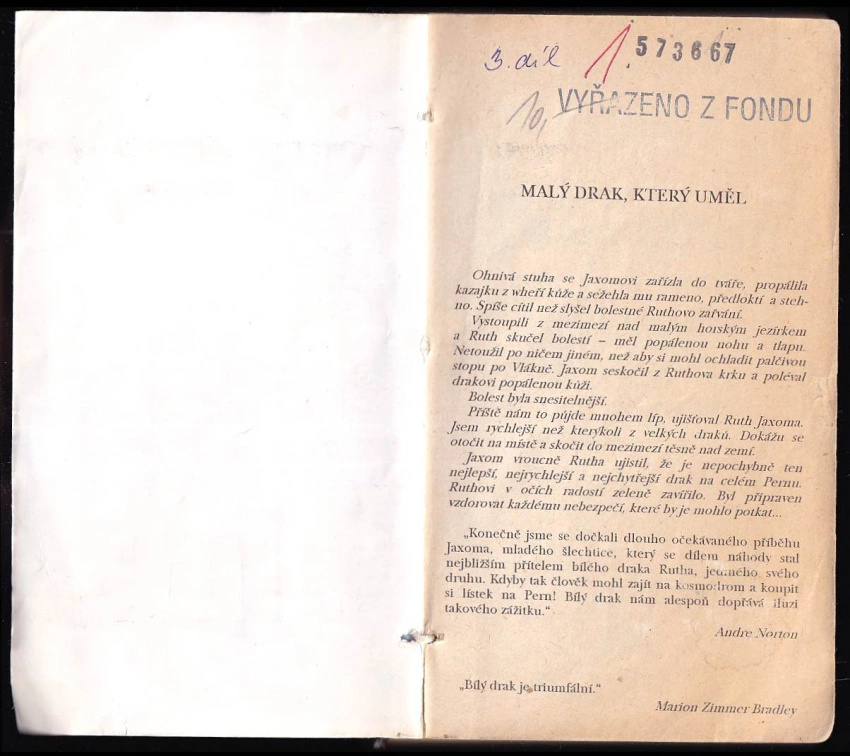 3. díl
1.
573667
10,
VYŘAZENO Z FONDU
MALÝ DRAK, KTERÝ UMĚL
Ohnivá stuha se Jaxomovi zařízla do tváře, propálila
kazajku z wheří kůže a sežehla mu rameno, předloktí a steh-
no. Spíše cítil než slyšel bolestné Ruthovo zařvání.
Vystoupili z mezimezí nad malým horským jezírkem
a Ruth skučel bolestí – měl popálenou nohu a tlapu.
Netoužil po ničem jiném, než aby si mohl ochladit palčivou
stopu po Vlákně. Jaxom seskočil z Ruthova krku a poléval
drakovi popálenou kůži.
Bolest byla snesitelnější.
Příště nám to půjde mnohem líp, ujišťoval Ruth Jaxoma.
Jsem rychlejší než kterýkoli z velkých draků. Dokážu se
otočit na místě a skočit do mezimezí těsně nad zemí.
Jaxom vroucně Rutha ujistil, že je nepochybně ten
nejlepší, nejrychlejší a nejchytřejší drak na celém Pernu.
Ruthovi v očích radostí zeleně zavířilo. Byl připraven
vzdorovat každému nebezpečí, které by je mohlo potkat...
„Konečně jsme se dočkali dlouho očekávaného příběhu
Jaxoma, mladého šlechtice, který se dílem náhody stal
nejbližším přítelem bílého draka Rutha, jediného svého
druhu. Kdyby tak člověk mohl zajít na kosmodrom a koupit
si lístek na Pern! Bílý drak nám alespoň dopřává iluzi
takového zážitku.“
Andre Norton
„Bílý drak je triumfální.“
Marion Zimmer Bradley